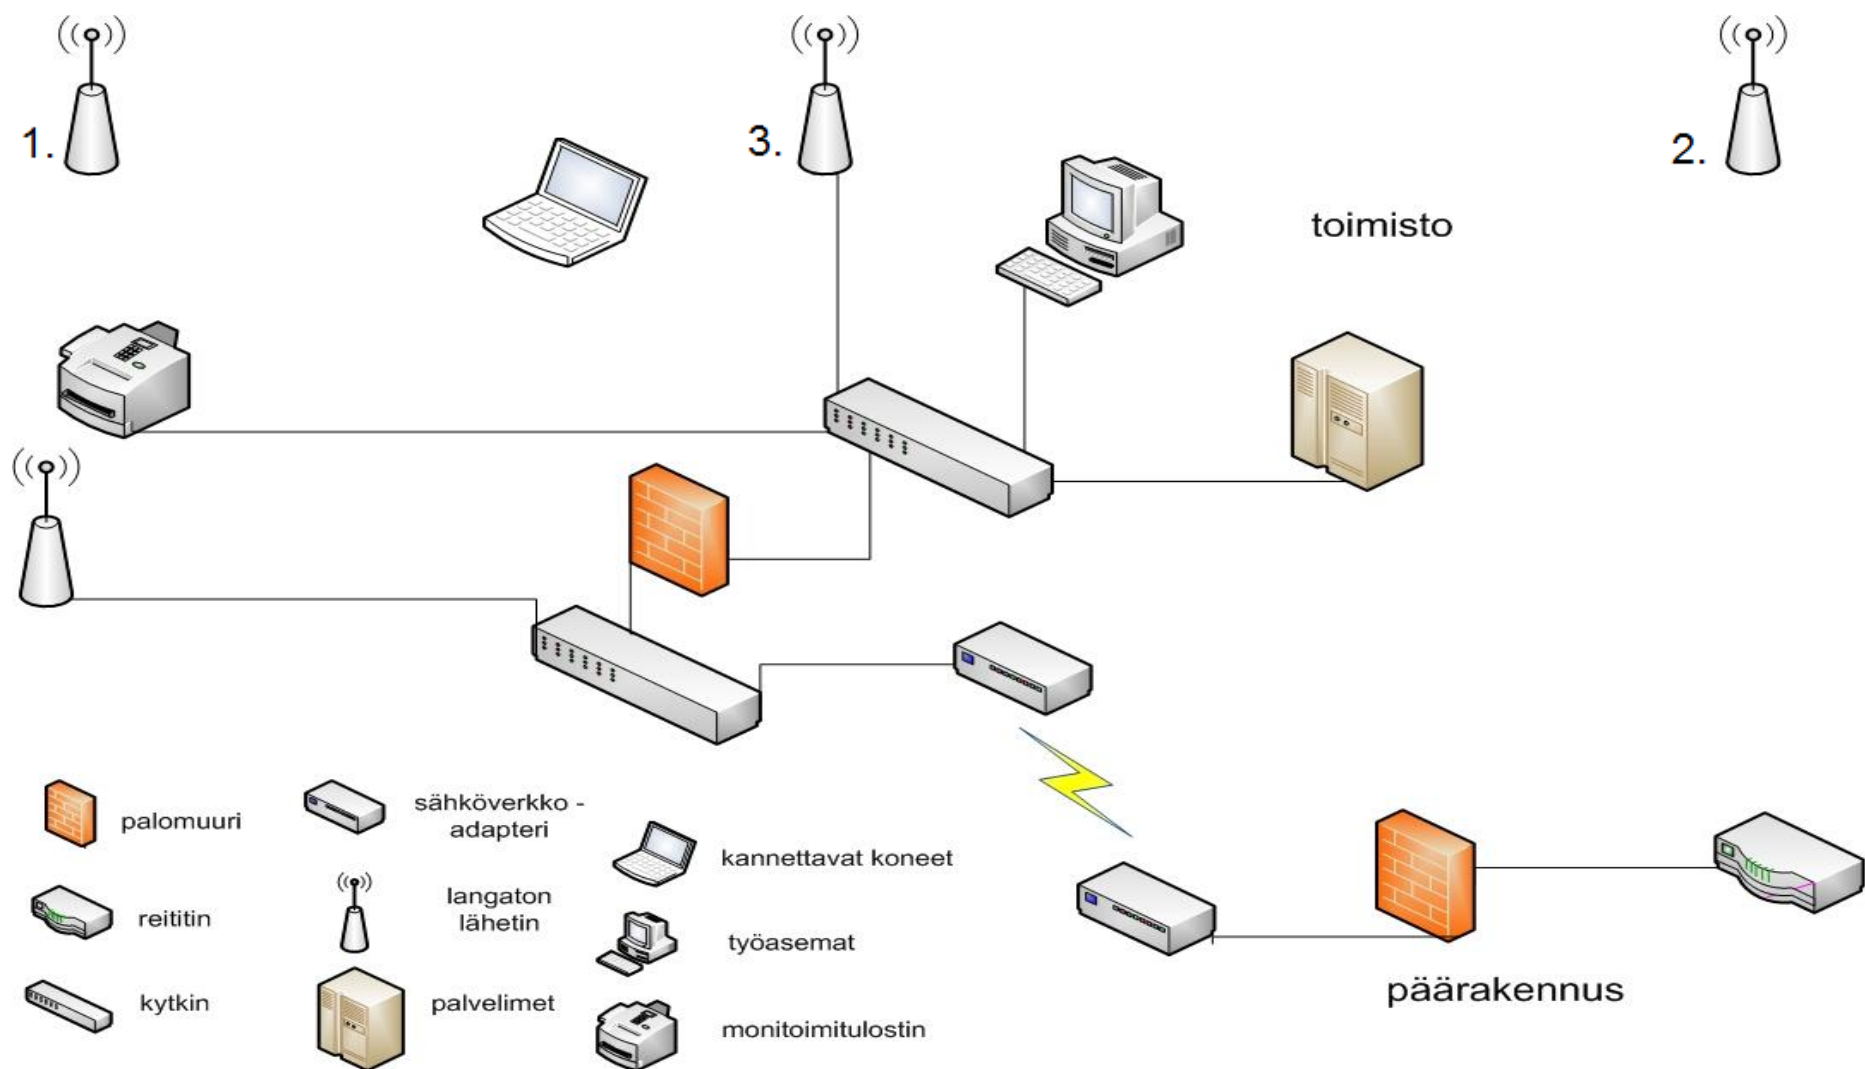 1.
3.
2.
toimisto
palomuuri
sähköverkko -
adapteri
kannettavat koneet
reititin
langaton
lähetin
työasemat
kytkin
palvelimet
monitoimitulostin
päärakennus